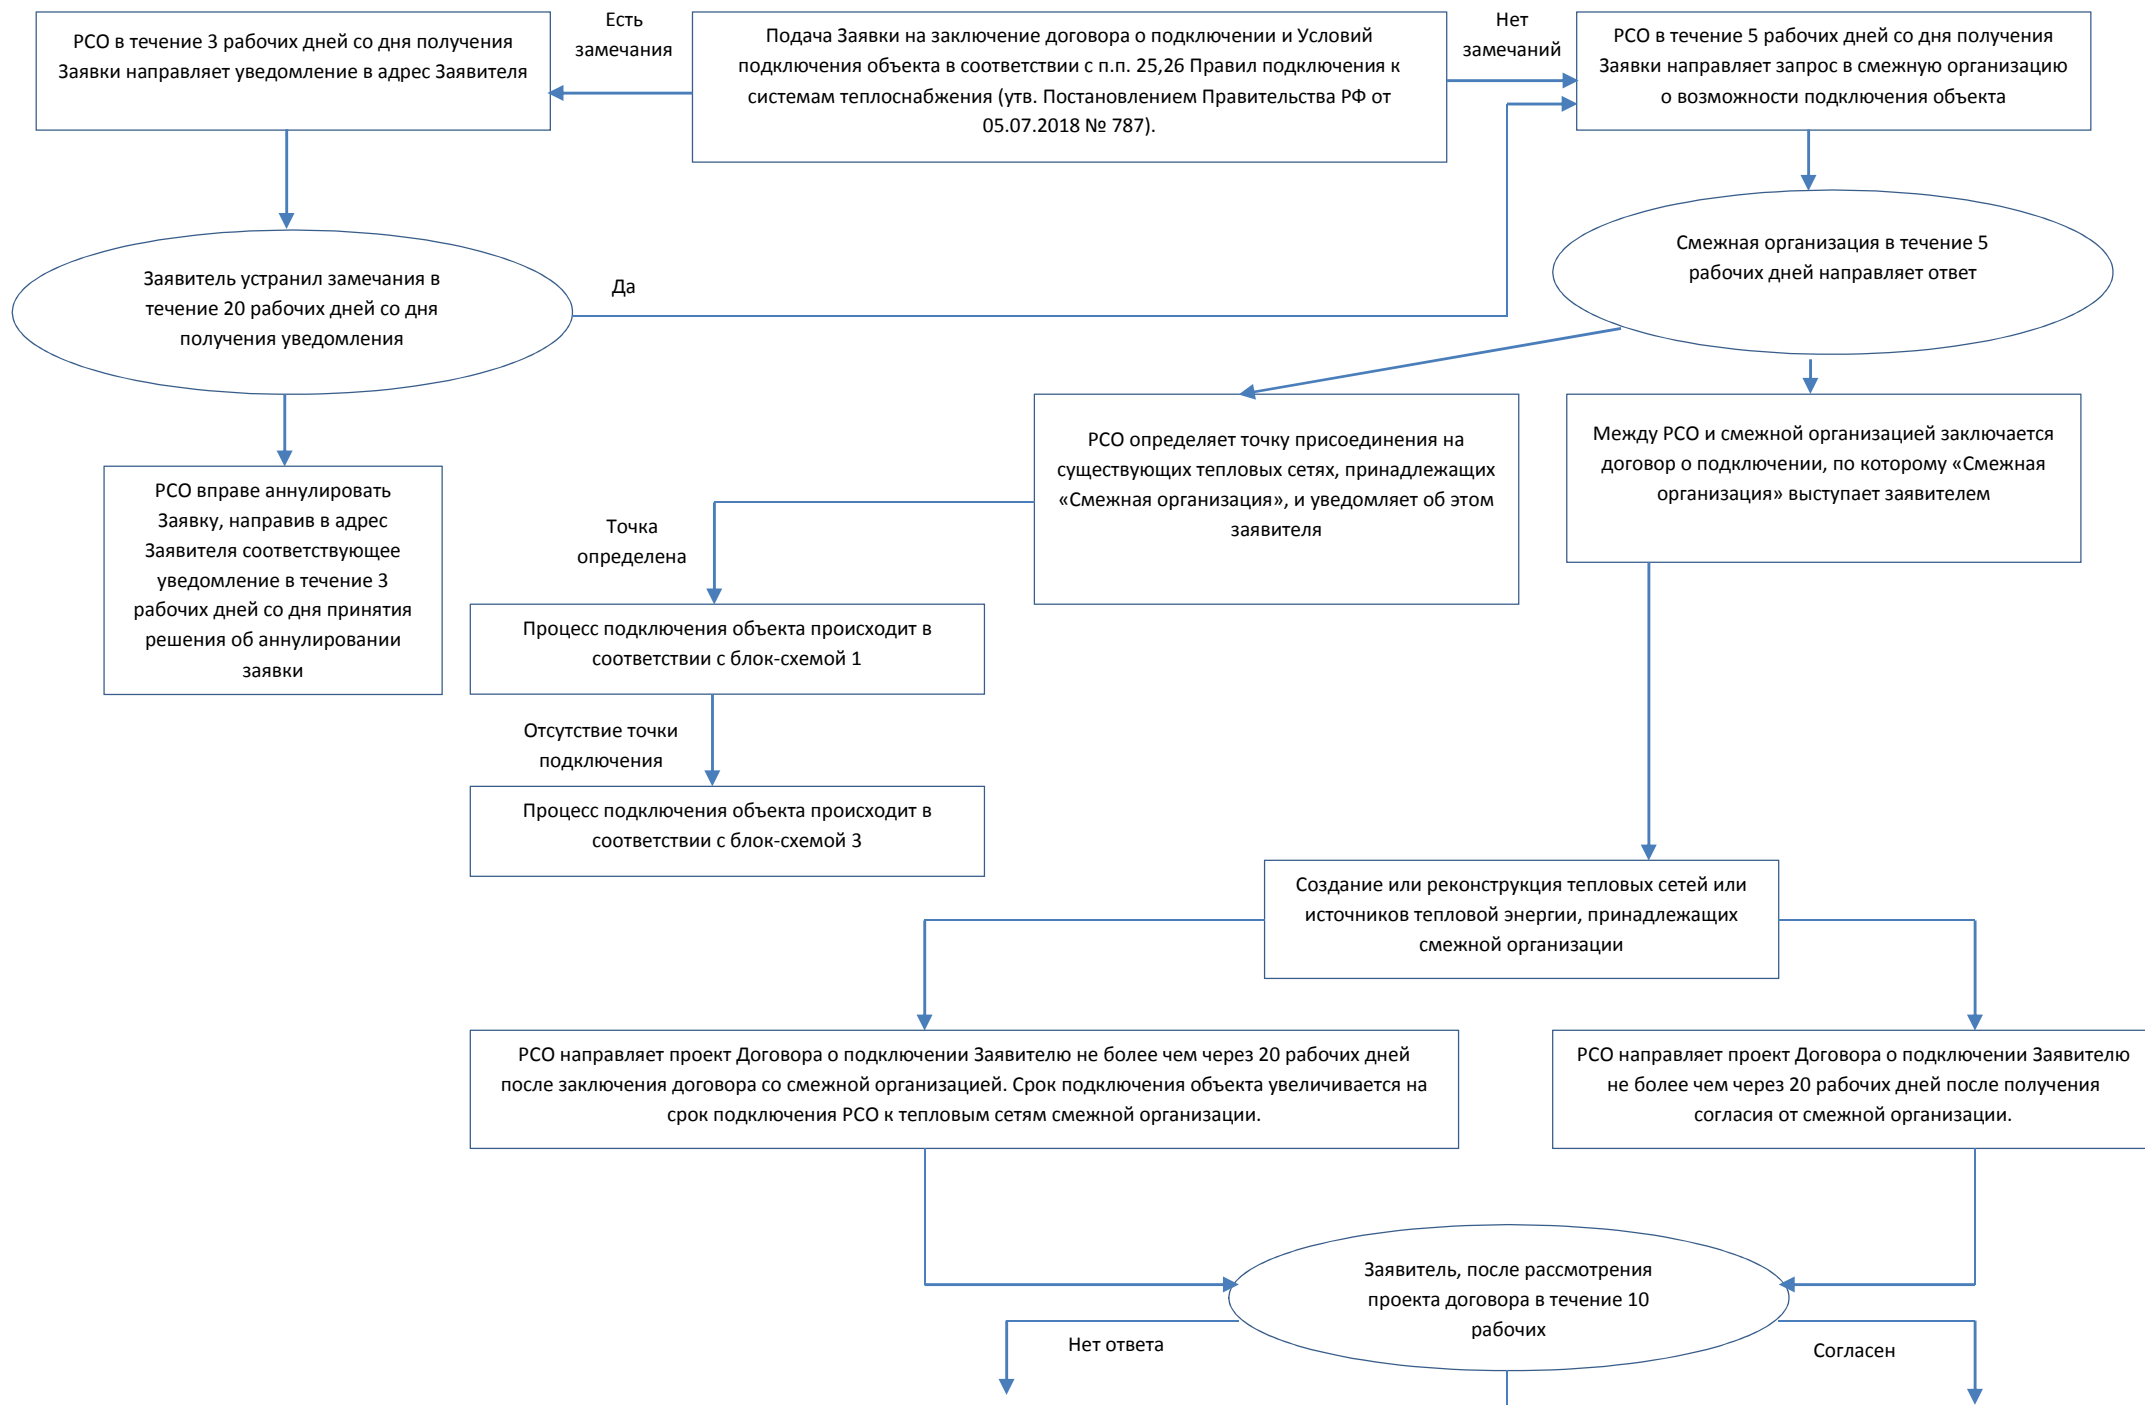 РСО в течение 3 рабочих дней со дня получения
Заявки направляет уведомление в адрес Заявителя
Есть
замечания
Подача Заявки на заключение договора о подключении и Условий
подключения объекта в соответствии с п.п. 25,26 Правил подключения к
системам теплоснабжения (утв. Постановлением Правительства РФ от
05.07.2018 № 787).
Нет
замечаний
РСО в течение 5 рабочих дней со дня получения
Заявки направляет запрос в смежную организацию
о возможности подключения объекта
Заявитель устранил замечания в
течение 20 рабочих дней со дня
получения уведомления
Да
Смежная организация в течение 5
рабочих дней направляет ответ
РСО вправе аннулировать
Заявку, направив в адрес
Заявителя соответствующее
уведомление в течение 3
рабочих дней со дня принятия
решения об аннулировании
заявки
РСО определяет точку присоединения на
существующих тепловых сетях, принадлежащих
«Смежная организация», и уведомляет об этом
заявителя
Между РСО и смежной организацией заключается
договор о подключении, по которому «Смежная
организация» выступает заявителем
Точка
определена
Процесс подключения объекта происходит в
соответствии с блок-схемой 1
Отсутствие точки
подключения
Процесс подключения объекта происходит в
соответствии с блок-схемой 3
Создание или реконструкция тепловых сетей или
источников тепловой энергии, принадлежащих
смежной организации
РСО направляет проект Договора о подключении Заявителю не более чем через 20 рабочих дней
после заключения договора со смежной организацией. Срок подключения объекта увеличивается на
срок подключения РСО к тепловым сетям смежной организации.
РСО направляет проект Договора о подключении Заявителю
не более чем через 20 рабочих дней после получения
согласия от смежной организации.
Заявитель, после рассмотрения
проекта договора в течение 10
рабочих
Нет ответа
Согласен